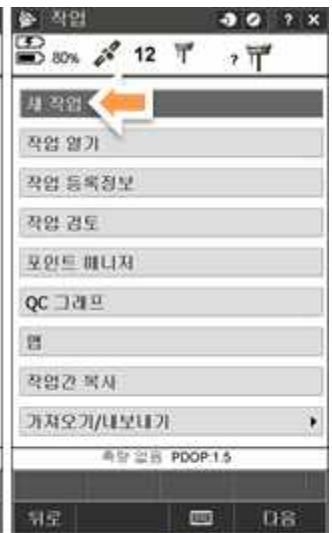 작업 ? ×
80% 12 ?
새 작업
작업 열기
작업 등록정보
작업 검토
포인트 매니저
QC 그래프
맵
작업간 복사
가져오기/내보내기
측량 없음 PDOP:1.5
뒤로 다음